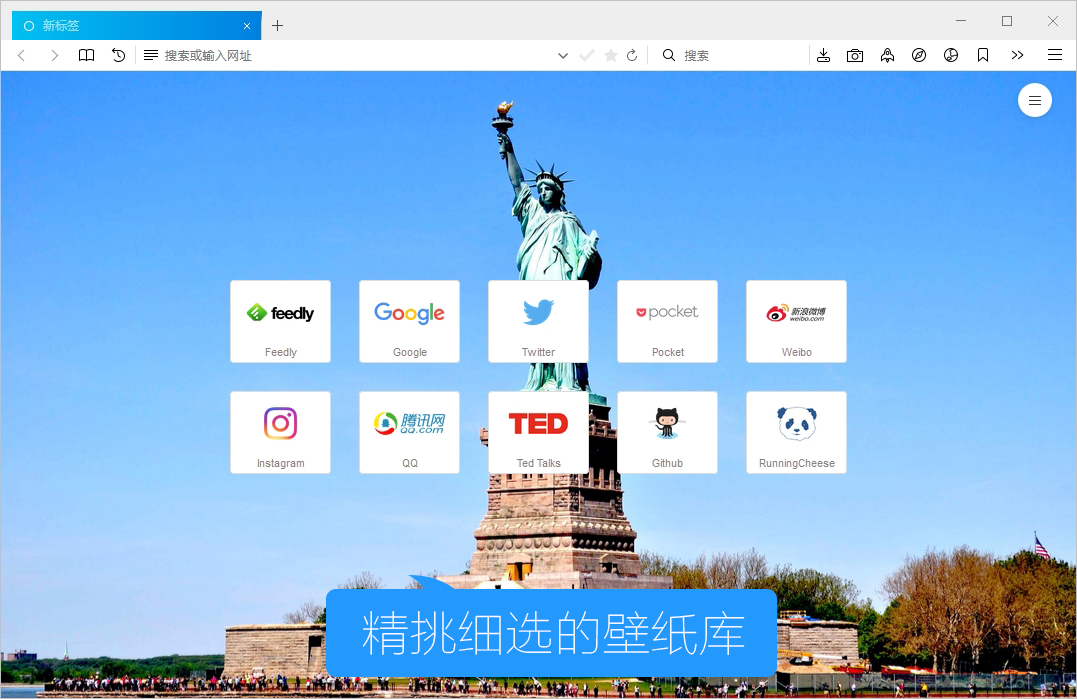 新标签
搜索或输入网址
搜索
feedly
Google
pocket
新浪微博
weibo.com
Feedly
Google
Twitter
Pocket
Weibo
腾讯网
QQ.com
TED
Instagram
QQ
Ted Talks
Github
RunningCheese
精挑细选的壁纸库